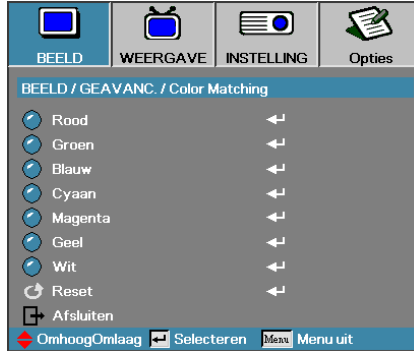 BEELD WEERGAVE INSTELLING Opties
BEELD / GEAVANC. / Color Matching
Rood
Groen
Blauw
Cyaan
Magenta
Geel
Wit
Reset
Afsluiten
OmhoogOmlaag Selecteren Menu Menu uit